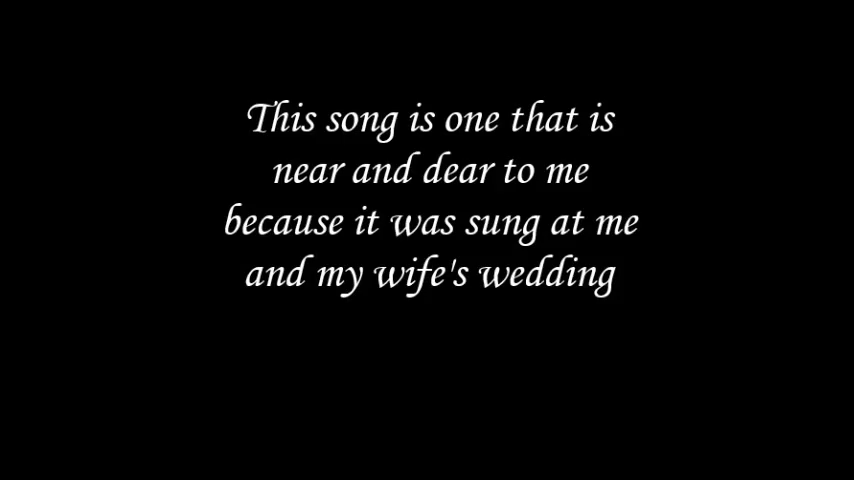 This song is one that is
near and dear to me
because it was sung at me
and my wife's wedding